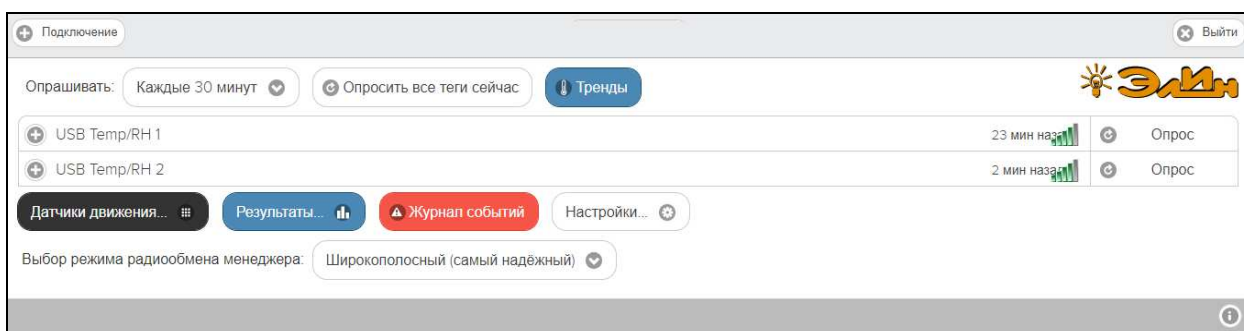 Подключение
Выйти
Опрашивать: Каждые 30 минут Опросить все теги сейчас Тренды
ЭлИн
USB Temp/RH 1 23 мин назад Опрос
USB Temp/RH 2 2 мин назад Опрос
Датчики движения... Результаты... Журнал событий Настройки...
Выбор режима радиообмена менеджера: Широкополосный (самый надёжный)